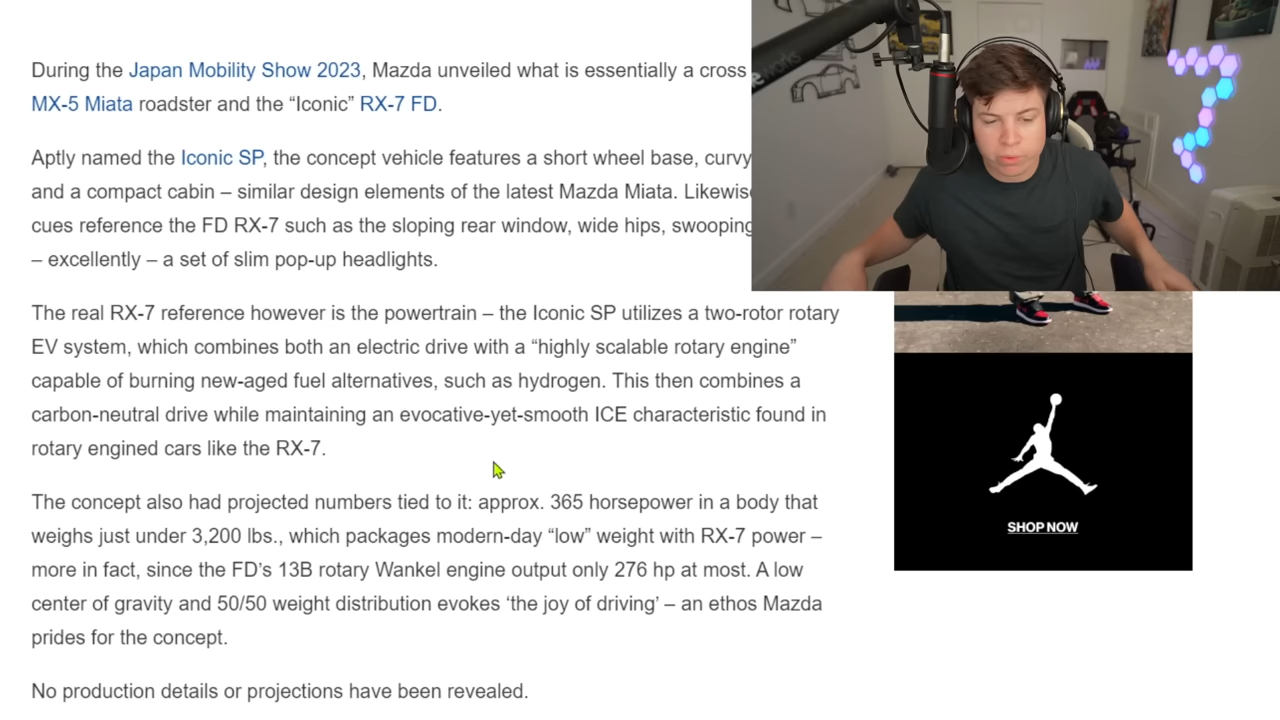 During the Japan Mobility Show 2023, Mazda unveiled what is essentially a cross
MX-5 Miata roadster and the “Iconic” RX-7 FD.
Aptly named the Iconic SP, the concept vehicle features a short wheel base, curvy
and a compact cabin – similar design elements of the latest Mazda Miata. Likewise
cues reference the FD RX-7 such as the sloping rear window, wide hips, swooping
– excellently – a set of slim pop-up headlights.
The real RX-7 reference however is the powertrain – the Iconic SP utilizes a two-rotor rotary
EV system, which combines both an electric drive with a “highly scalable rotary engine”
capable of burning new-aged fuel alternatives, such as hydrogen. This then combines a
carbon-neutral drive while maintaining an evocative-yet-smooth ICE characteristic found in
rotary engined cars like the RX-7.
The concept also had projected numbers tied to it: approx. 365 horsepower in a body that
weighs just under 3,200 lbs., which packages modern-day “low” weight with RX-7 power –
more in fact, since the FD’s 13B rotary Wankel engine output only 276 hp at most. A low
center of gravity and 50/50 weight distribution evokes ‘the joy of driving’ – an ethos Mazda
prides for the concept.
No production details or projections have been revealed.
SHOP NOW